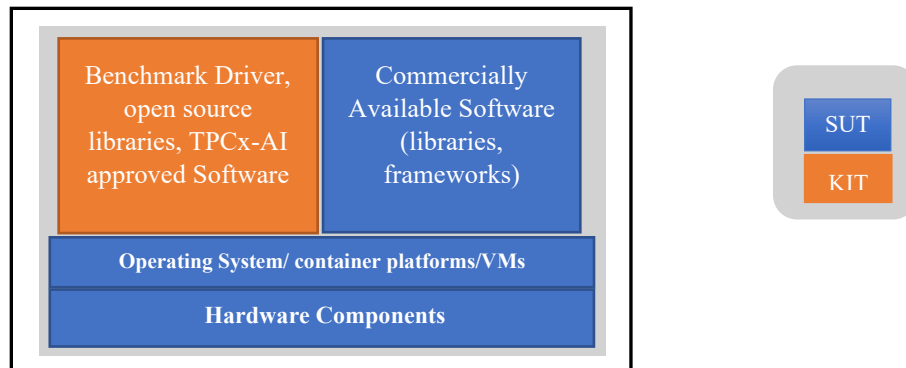 Benchmark Driver,
open source
libraries, TPCx-AI
approved Software
Commercially
Available Software
(libraries,
frameworks)
Operating System/ container platforms/VMs
Hardware Components
SUT
KIT